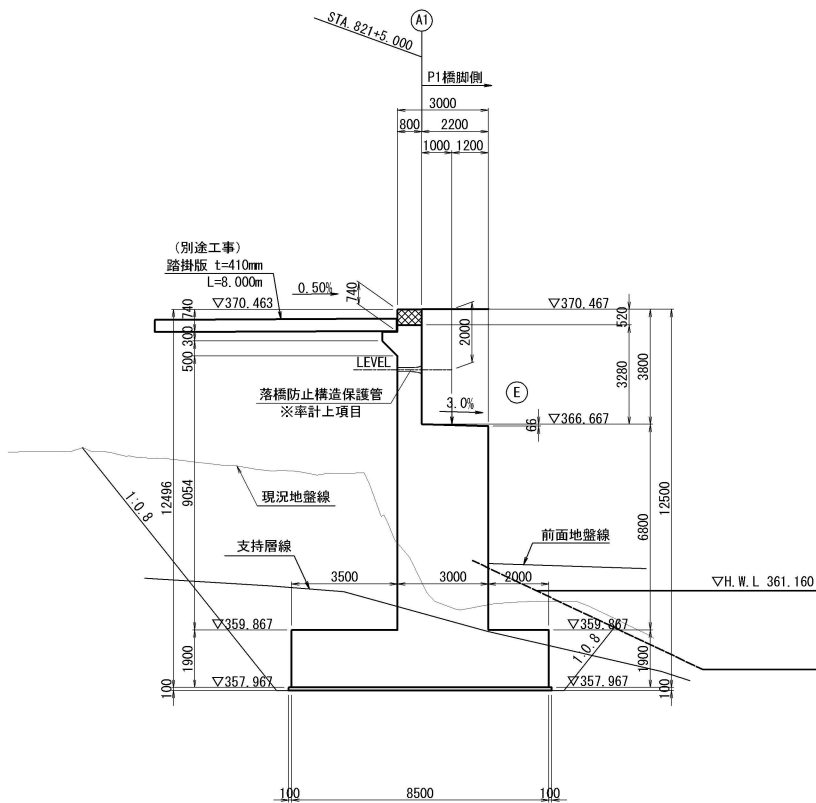 A1
STA.821+5.000
P1橋脚側
3000
800
2200
1000
1200
(別途工事)
踏掛版 t=410mm
L=8.000m
0.50%
740
▽370.463
▽370.467
740
300
500
520
2000
3280
3800
LEVEL
落橋防止構造保護管
※率計上項目
E
3.0%
66
▽366.667
12496
9054
12500
6800
1:0.8
現況地盤線
支持層線
前面地盤線
3500
3000
2000
▽H.W.L 361.160
▽359.867
▽359.867
1:0.8
1900
1900
▽357.967
▽357.967
100
100
100
100
100
8500
100